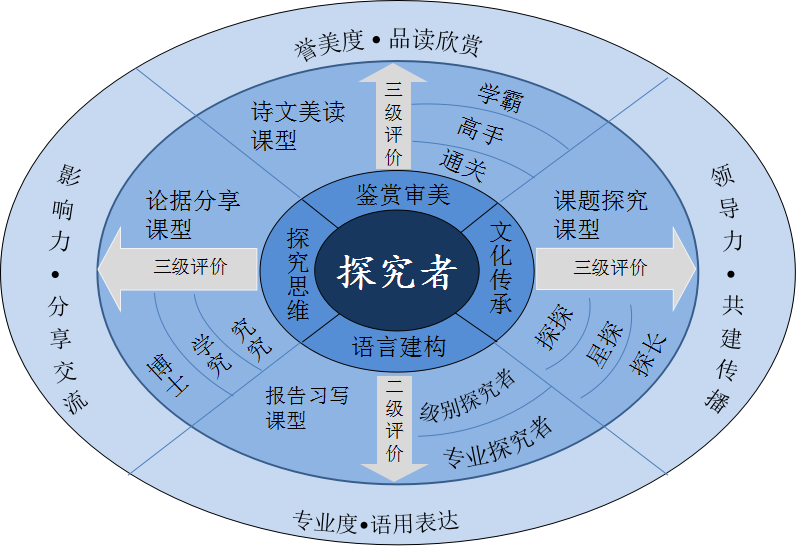 誉美度•品读欣赏
诗文美读
课型
三级评价
学霸
高手
通关
影响力•分享交流
论据分享
课型
三级评价
博士
学究
究究
鉴赏审美
探究思维
探究者
文化传承
语言建构
课题探究
课型
三级评价
探探
星探
探长
领导力•共建传播
报告习写
课型
二级评价
级别探究者
专业探究者
专业度•语用表达